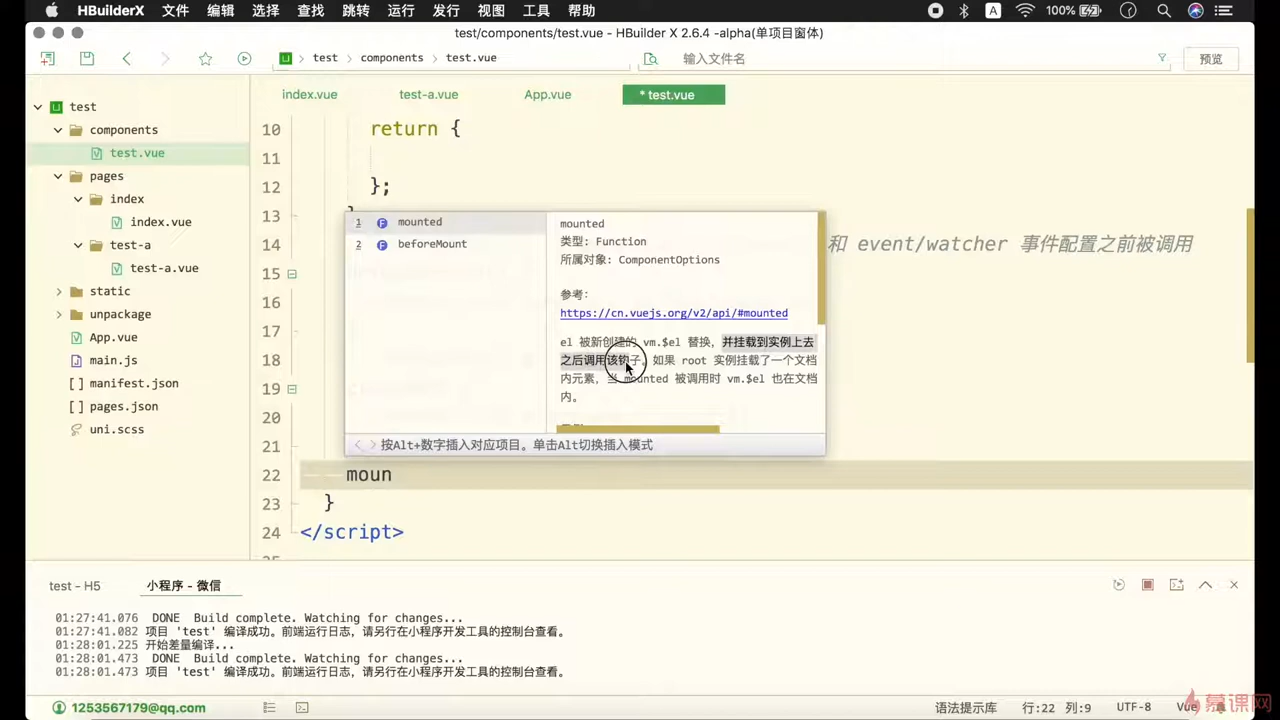 HBuilderX 文件 编辑 选择 查找 跳转 运行 发行 视图 工具 帮助 A 100%
test/components/test.vue - HBuilder X 2.6.4 -alpha(单项目窗体)
test components test.vue 输入文件名 预览
index.vue test-a.vue App.vue * test.vue
test
components
test.vue
pages
index
index.vue
test-a
test-a.vue
static
unpackage
App.vue
main.js
manifest.json
pages.json
uni.scss
10 return {
11
12 };
13
14 和 event/watcher 事件配置之前被调用
15
16
17
18
19
20
21
22 moun
23 }
24 </script>
1 mounted
2 beforeMount
mounted
类型: Function
所属对象: ComponentOptions
参考:
https://cn.vuejs.org/v2/api/#mounted
el 被新创建的 vm.$el 替换，并挂载到实例上去
之后调用该钩子。如果 root 实例挂载了一个文档
内元素，当 mounted 被调用时 vm.$el 也在文档
内。
按Alt+数字插入对应项目。单击Alt切换插入模式
test - H5 小程序 - 微信
01:27:41.076 DONE Build complete. Watching for changes...
01:27:41.082 项目 'test' 编译成功。前端运行日志，请另行在小程序开发工具的控制台查看。
01:28:01.225 开始差量编译...
01:28:01.473 DONE Build complete. Watching for changes...
01:28:01.473 项目 'test' 编译成功。前端运行日志，请另行在小程序开发工具的控制台查看。
1253567179@qq.com 语法提示库 行:22 列:9 UTF-8 Vue
慕课网